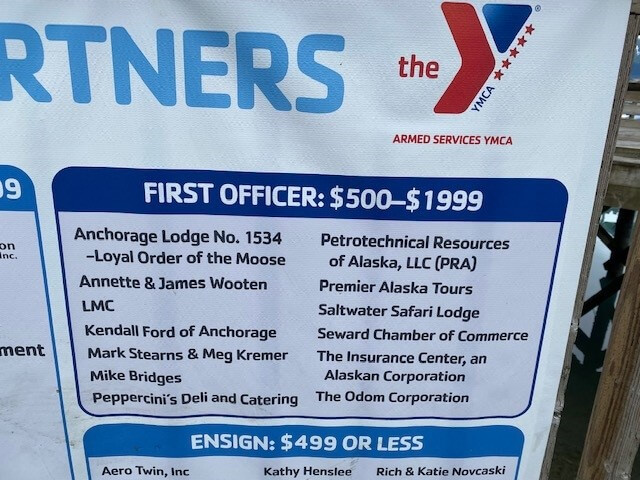 RTNERS
the
YMCA
ARMED SERVICES YMCA
99
on
Inc.
ment
FIRST OFFICER: $500–$1999
Anchorage Lodge No. 1534
–Loyal Order of the Moose
Annette & James Wooten
LMC
Kendall Ford of Anchorage
Mark Stearns & Meg Kremer
Mike Bridges
Peppercini's Deli and Catering
Petrotechnical Resources
of Alaska, LLC (PRA)
Premier Alaska Tours
Saltwater Safari Lodge
Seward Chamber of Commerce
The Insurance Center, an
Alaskan Corporation
The Odom Corporation
ENSIGN: $499 OR LESS
Aero Twin, Inc
Kathy Henslee
Rich & Katie Novcaski